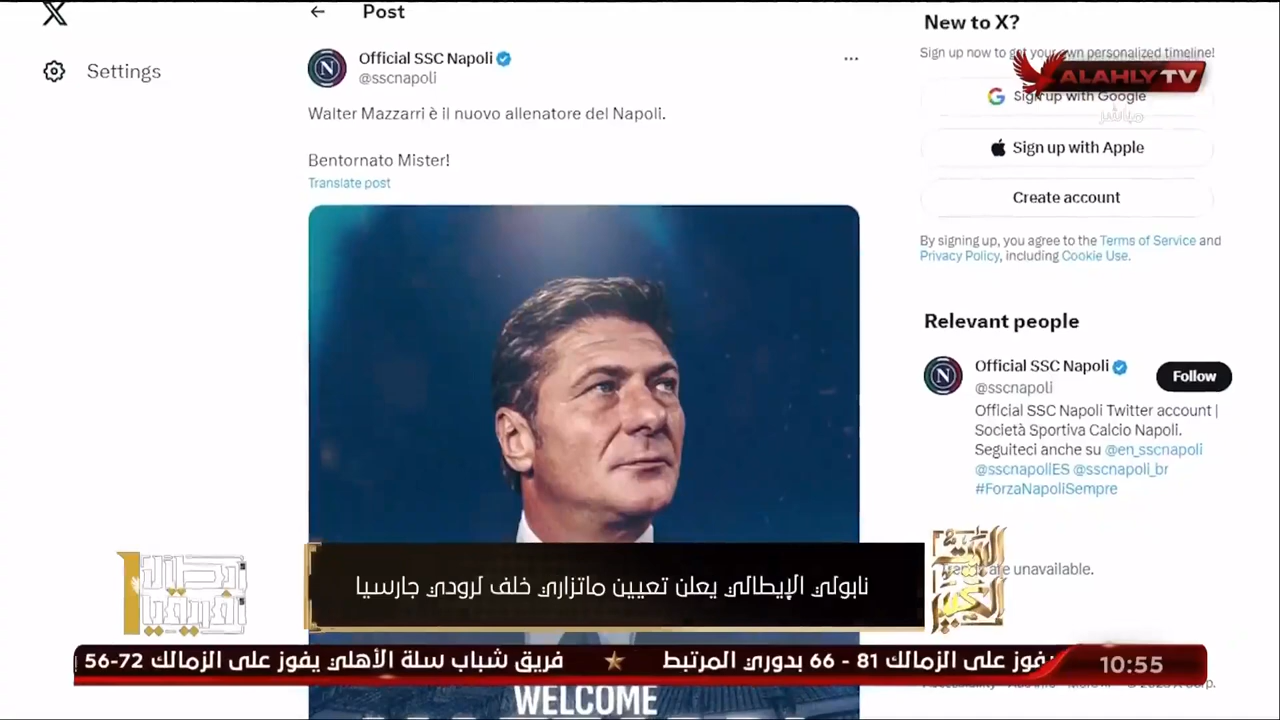 Post
Settings
Official SSC Napoli
@sscnapoli
Walter Mazzarri è il nuovo allenatore del Napoli.
Bentornato Mister!
Translate post
New to X?
Sign up now to get your own personalized timeline!
ALAHLY TV
مباشر
Sign up with Google
Sign up with Apple
Create account
By signing up, you agree to the Terms of Service and
Privacy Policy, including Cookie Use.
Relevant people
Official SSC Napoli
@sscnapoli
Follow
Official SSC Napoli Twitter account |
Società Sportiva Calcio Napoli.
Seguiteci anche su @en_sscnapoli
@sscnapoliES @sscnapoli_br
#ForzaNapoliSempre
are unavailable.
أبطال
أفريقيا
نابولي الإيطالي يعلن تعيين ماتزاري خلف لرودي جارسيا
يفوز على الزمالك 81 - 66 بدوري المرتبط ★ فريق شباب سلة الأهلي يفوز على الزمالك 72-56
10:55
WELCOME